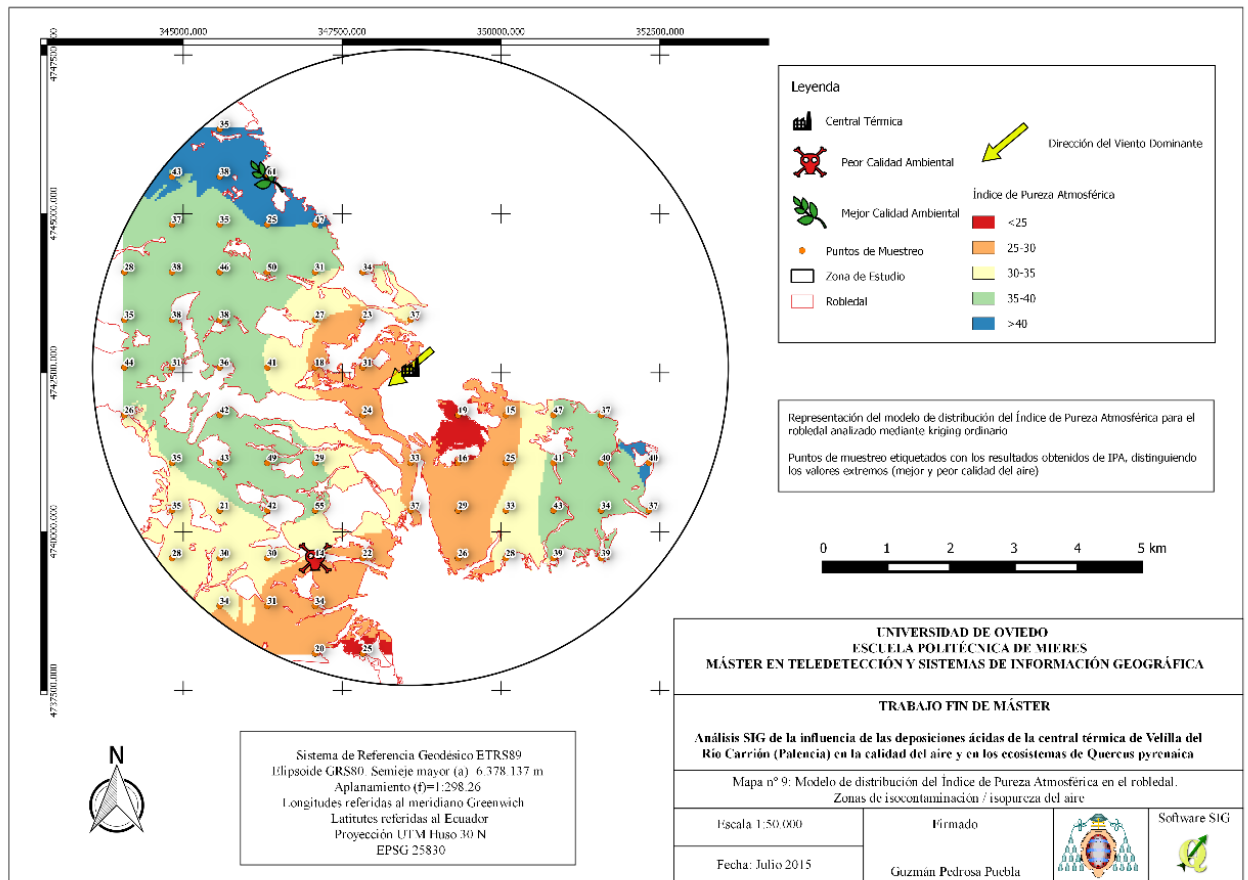 345000,000 347500,000 350000,000 352500,000
4747500,000
4745000,000
4742500,000
4740000,000
4737500,000
35
43 38 61
37 35 25 47
28 38 46 50 31 34
35 38 38 27 23 37
44 31 36 41 18 31
26 42 24 19 15 47 37
35 43 49 29 33 16 25 41 40 40
35 21 42 55 37 29 33 43 34 37
28 30 30 14 22 26 28 39 39
34 31 34
20 25
Leyenda
Central Térmica
Peor Calidad Ambiental
Mejor Calidad Ambiental
Puntos de Muestreo
Zona de Estudio
Robledal
Dirección del Viento Dominante
Índice de Pureza Atmosférica
<25
25-30
30-35
35-40
>40
Representación del modelo de distribución del Índice de Pureza Atmosférica para el
robledal analizado mediante kriging ordinario
Puntos de muestreo etiquetados con los resultados obtenidos de IPA, distinguiendo
los valores extremos (mejor y peor calidad del aire)
0 1 2 3 4 5 km
UNIVERSIDAD DE OVIEDO
ESCUELA POLITÉCNICA DE MIERES
MÁSTER EN TELEDETECCIÓN Y SISTEMAS DE INFORMACIÓN GEOGRÁFICA
TRABAJO FIN DE MÁSTER
Análisis SIG de la influencia de las deposiciones ácidas de la central térmica de Velilla del
Río Carrión (Palencia) en la calidad del aire y en los ecosistemas de Quercus pyrenaica
Mapa nº 9: Modelo de distribución del Índice de Pureza Atmosférica en el robledal.
Zonas de isocontaminación / isopureza del aire
Escala 1:50.000
Firmado
Software SIG
Fecha: Julio 2015
Guzmán Pedrosa Puebla
N
Sistema de Referencia Geodésico ETRS89
Elipsoide GRS80. Semieje mayor (a) 6.378.137 m
Aplanamiento (f)=1:298.26
Longitudes referidas al meridiano Greenwich
Latitutes referidas al Ecuador
Proyección UTM Huso 30 N
EPSG 25830